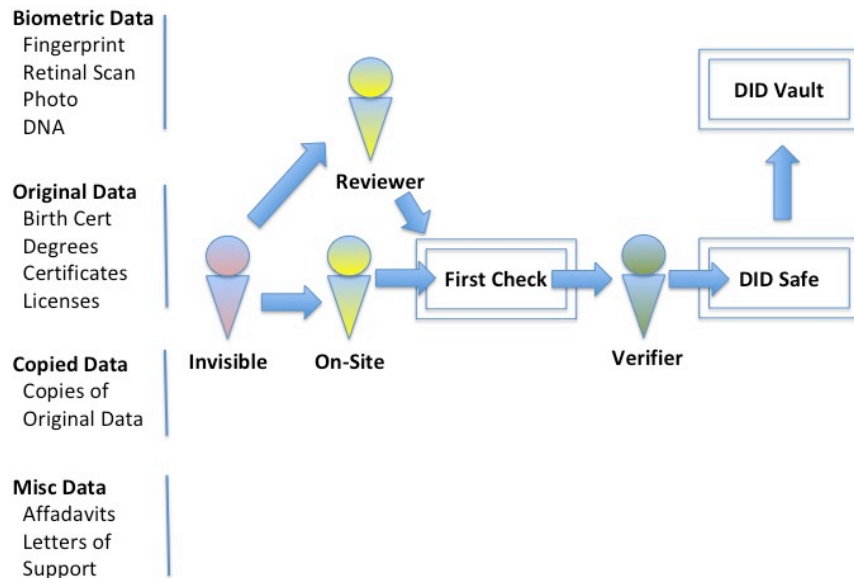 Biometric Data
Fingerprint
Retinal Scan
Photo
DNA
Original Data
Birth Cert
Degrees
Certificates
Licenses
Copied Data
Copies of
Original Data
Misc Data
Affadavits
Letters of
Support
Reviewer
Invisible
On-Site
First Check
Verifier
DID Safe
DID Vault